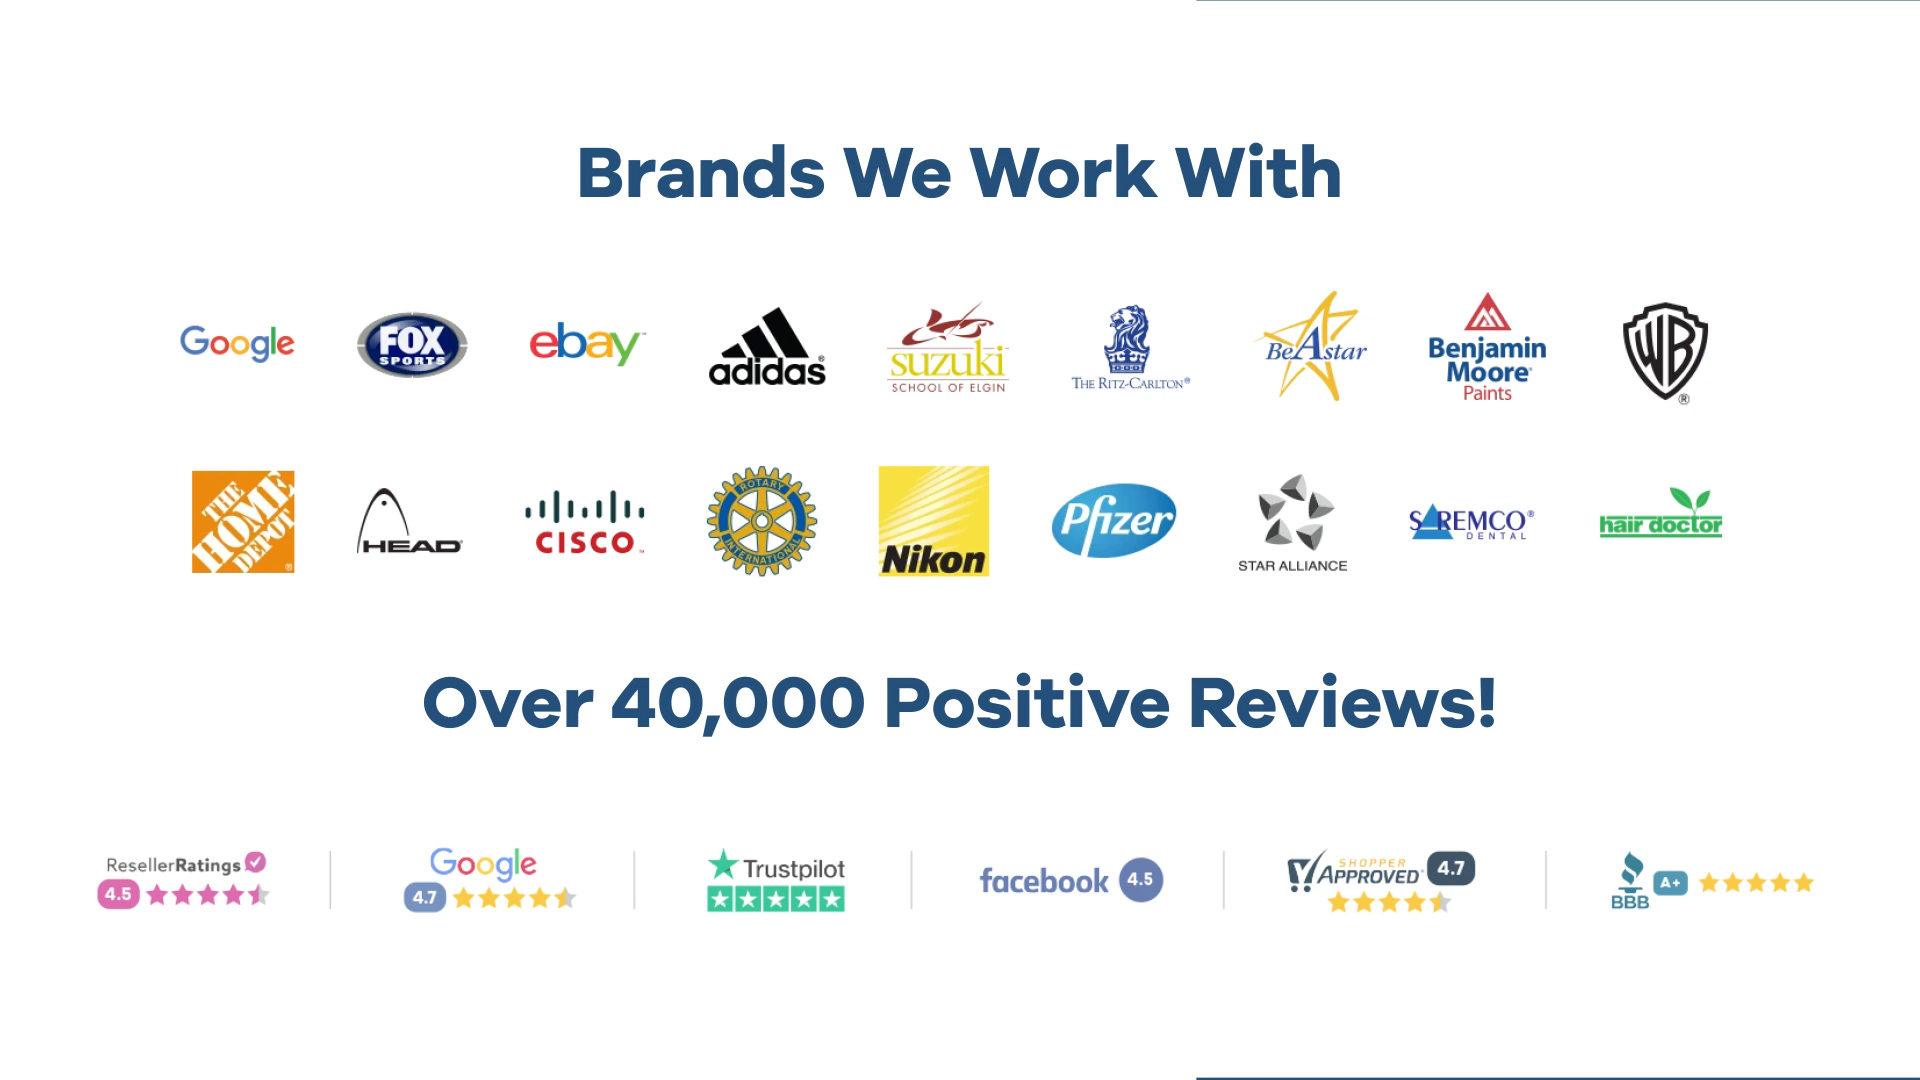 Brands We Work With
Google
FOX
SPORTS
ebay™
adidas®
suzuki
SCHOOL OF ELGIN
THE RITZ-CARLTON®
BeAstar
Benjamin
Moore®
Paints
WB®
THE
HOME
DEPOT®
HEAD
CISCO™
ROTARY
INTERNATIONAL
Nikon
Pfizer
STAR ALLIANCE
SAREMCO®
DENTAL
hair doctor
Over 40,000 Positive Reviews!
ResellerRatings
4.5
Google
4.7
Trustpilot
facebook 4.5
SHOPPER
APPROVED® 4.7
BBB
A+